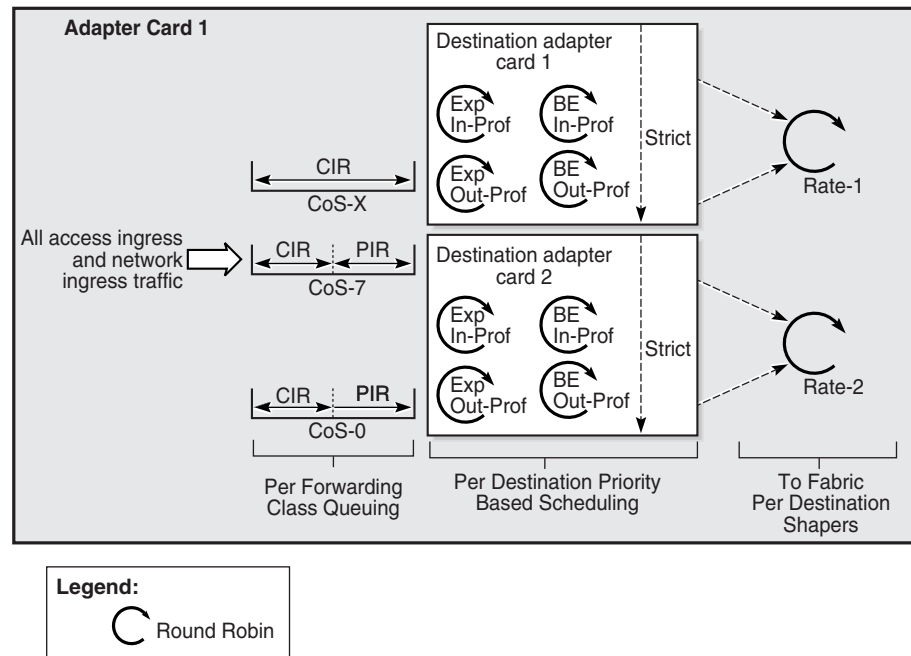 Adapter Card 1
All access ingress
and network
ingress traffic
CIR
CoS-X
CIR
PIR
CoS-7
CIR
PIR
CoS-0
Destination adapter
card 1
Exp
In-Prof
BE
In-Prof
Exp
Out-Prof
BE
Out-Prof
Strict
Rate-1
Destination adapter
card 2
Exp
In-Prof
BE
In-Prof
Exp
Out-Prof
BE
Out-Prof
Strict
Rate-2
Per Forwarding
Class Queuing
Per Destination Priority
Based Scheduling
To Fabric
Per Destination
Shapers
Legend:
Round Robin